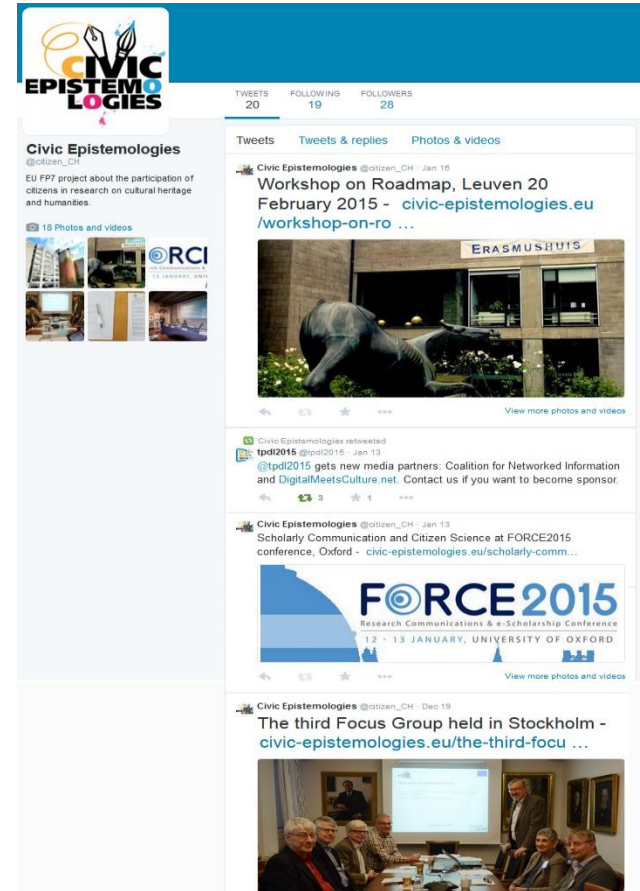 CIVIC
EPISTEMO
LOGIES
TWEETS FOLLOWING FOLLOWERS
20 19 28
Civic Epistemologies
@citizen_CH
EU FP7 project about the participation of
citizens in research on cultural heritage
and humanities.
18 Photos and videos
ORCI
Tweets Tweets & replies Photos & videos
Civic Epistemologies @citizen_CH · Jan 16
Workshop on Roadmap, Leuven 20
February 2015 - civic-epistemologies.eu
/workshop-on-ro ...
ERASMUSHUIS
View more photos and videos
Civic Epistemologies retweeted
tpdl2015 @tpdl2015 · Jan 13
@tpdl2015 gets new media partners: Coalition for Networked Information
and DigitalMeetsCulture.net. Contact us if you want to become sponsor.
3 1
Civic Epistemologies @citizen_CH · Jan 13
Scholarly Communication and Citizen Science at FORCE2015
conference, Oxford - civic-epistemologies.eu/scholarly-comm...
FORCE2015
Research Communications & e-Scholarship Conference
12 - 13 JANUARY, UNIVERSITY OF OXFORD
View more photos and videos
Civic Epistemologies @citizen_CH · Dec 19
The third Focus Group held in Stockholm -
civic-epistemologies.eu/the-third-focu ...